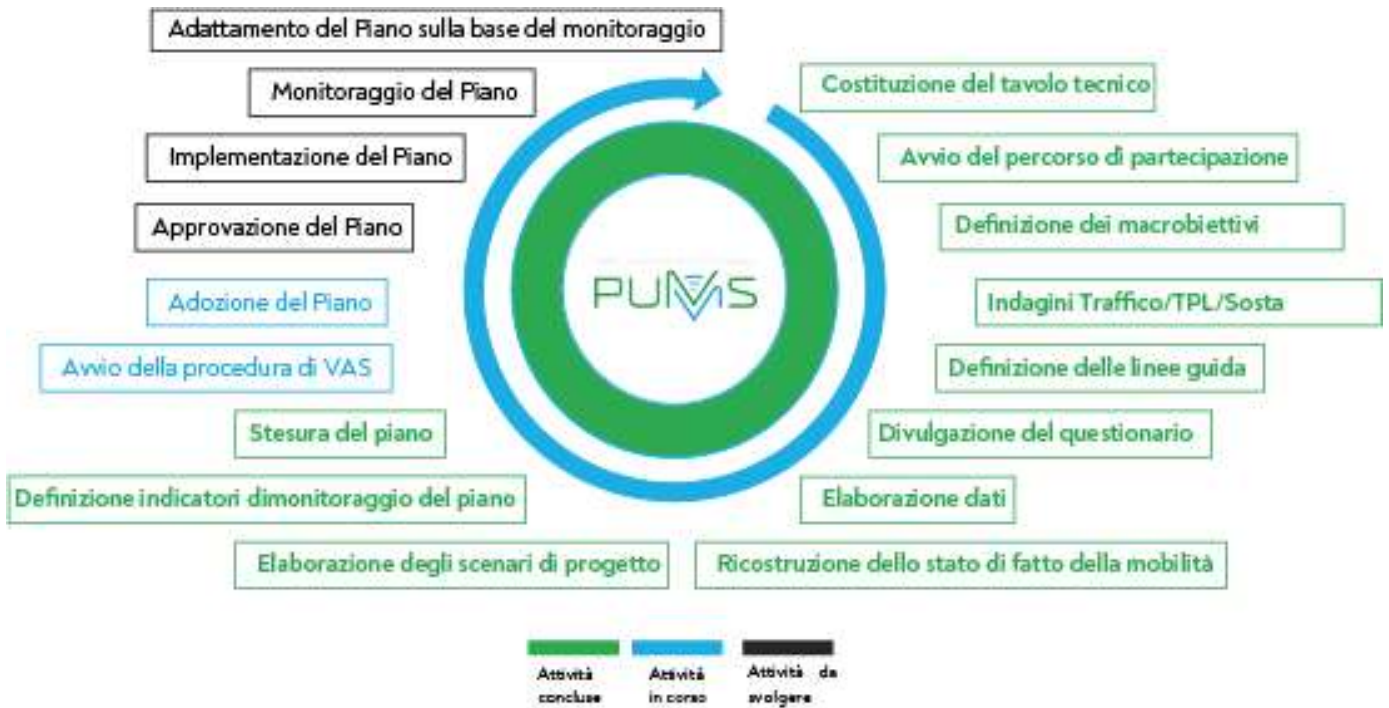 Adattamento del Piano sulla base del monitoraggio
Monitoraggio del Piano
Implementazione del Piano
Approvazione del Piano
Adozione del Piano
Avvio della procedura di VAS
Stesura del piano
Definizione indicatori dimonitoraggio del piano
Elaborazione degli scenari di progetto
Costituzione del tavolo tecnico
Avvio del percorso di partecipazione
Definizione dei macrobiettivi
Indagini Traffico/TPL/Sosta
Definizione delle linee guida
Divulgazione del questionario
Elaborazione dati
Ricostruzione dello stato di fatto della mobilità
PUMS
Attività
concluse
Attività
in corso
Attività da
svolgere